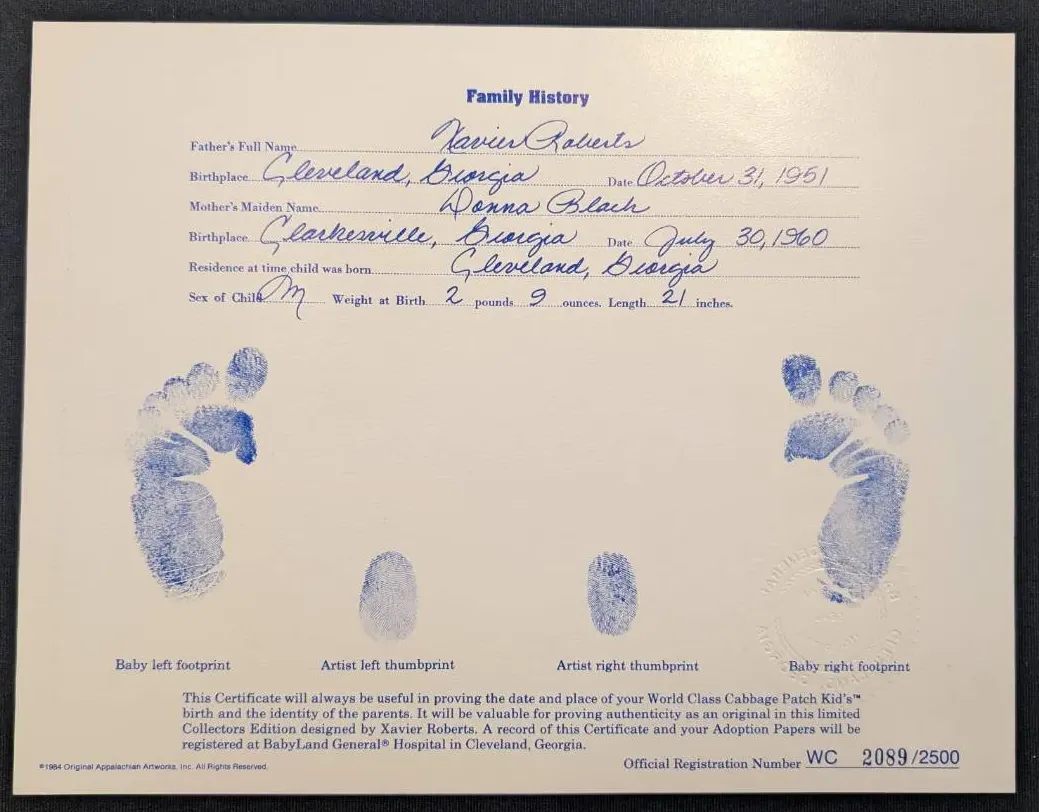 Family History
Father's Full Name Xavier Roberts
Birthplace Cleveland, Georgia Date October 31, 1951
Mother's Maiden Name Donna Black
Birthplace Clarkesville, Georgia Date July 30, 1960
Residence at time child was born Cleveland, Georgia
Sex of Child M Weight at Birth 2 pounds 9 ounces. Length 21 inches.
Baby left footprint Artist left thumbprint Artist right thumbprint Baby right footprint
This Certificate will always be useful in proving the date and place of your World Class Cabbage Patch Kid's™
birth and the identity of the parents. It will be valuable for proving authenticity as an original in this limited
Collectors Edition designed by Xavier Roberts. A record of this Certificate and your Adoption Papers will be
registered at BabyLand General® Hospital in Cleveland, Georgia.
©1984 Original Appalachian Artworks, Inc. All Rights Reserved.
Official Registration Number WC 2089/2500